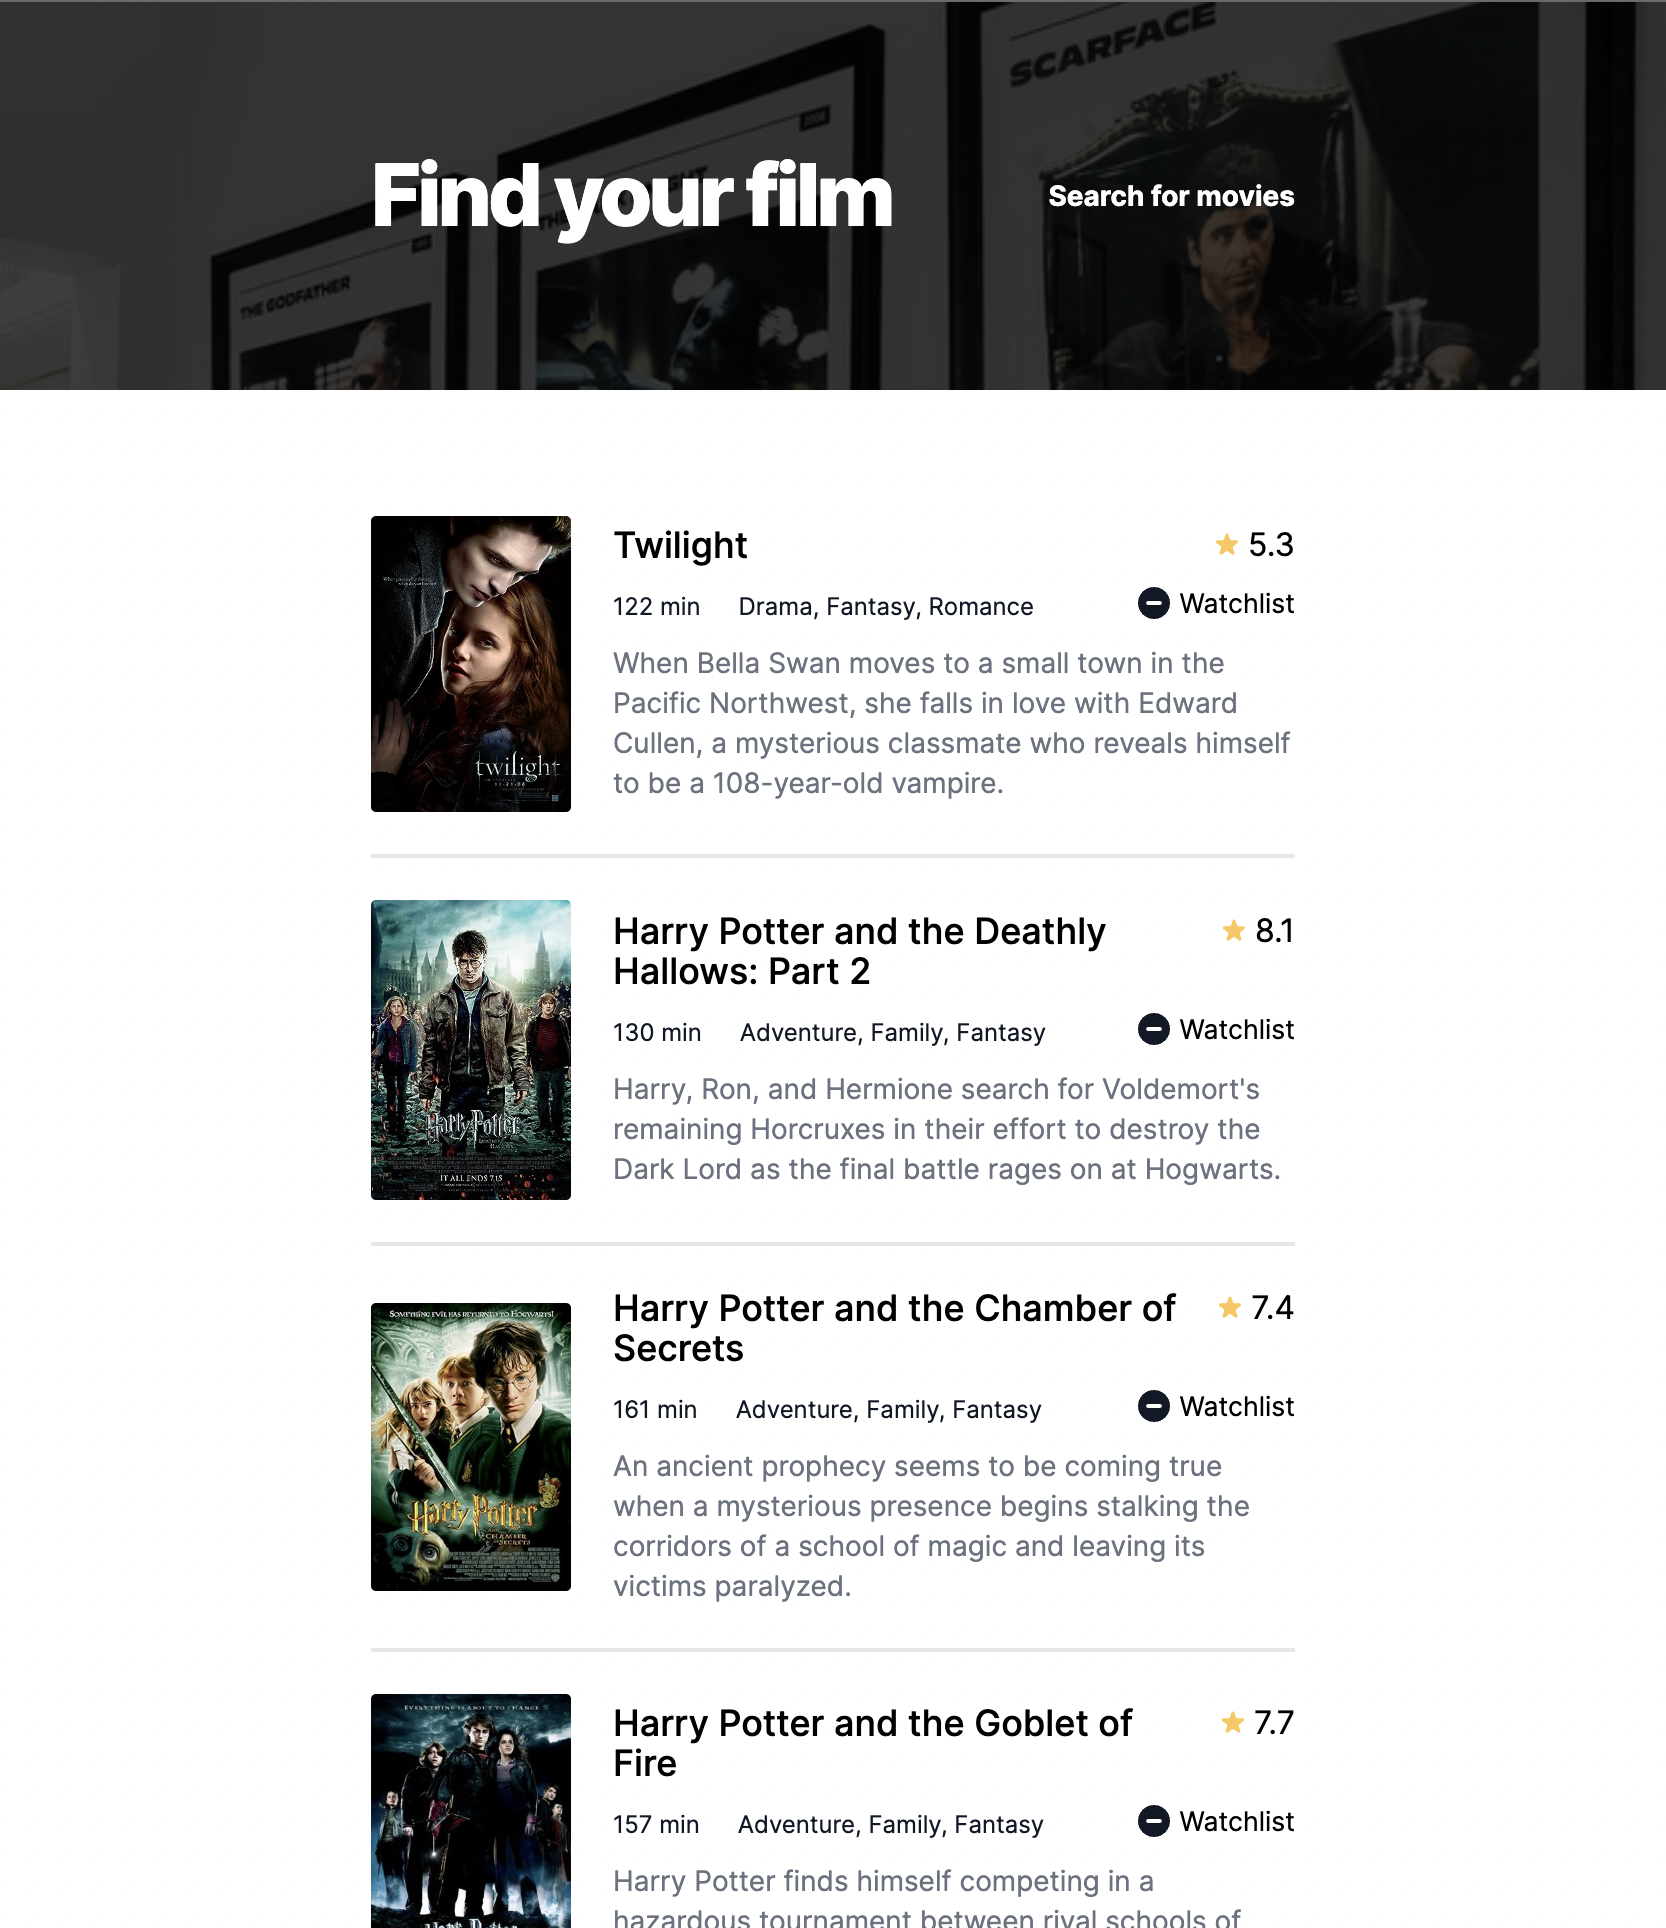 SCARFACE
2008
THE GODFATHER
Find your film
Search for movies
Twilight
5.3
122 min
Drama, Fantasy, Romance
Watchlist
When Bella Swan moves to a small town in the
Pacific Northwest, she falls in love with Edward
Cullen, a mysterious classmate who reveals himself
to be a 108-year-old vampire.
twilight
Harry Potter and the Deathly
Hallows: Part 2
8.1
130 min
Adventure, Family, Fantasy
Watchlist
Harry, Ron, and Hermione search for Voldemort's
remaining Horcruxes in their effort to destroy the
Dark Lord as the final battle rages on at Hogwarts.
Harry Potter
IT ALL ENDS 7.15
SOMETHING EVIL HAS RETURNED TO HOGWARTS!
Harry Potter and the Chamber of
Secrets
7.4
161 min
Adventure, Family, Fantasy
Watchlist
An ancient prophecy seems to be coming true
when a mysterious presence begins stalking the
corridors of a school of magic and leaving its
victims paralyzed.
Harry Potter
CHAMBER
OF SECRETS
EVERYTHING IS ABOUT TO CHANGE
Harry Potter and the Goblet of
Fire
7.7
157 min
Adventure, Family, Fantasy
Watchlist
Harry Potter finds himself competing in a
hazardous tournament between rival schools of
Harry Potter